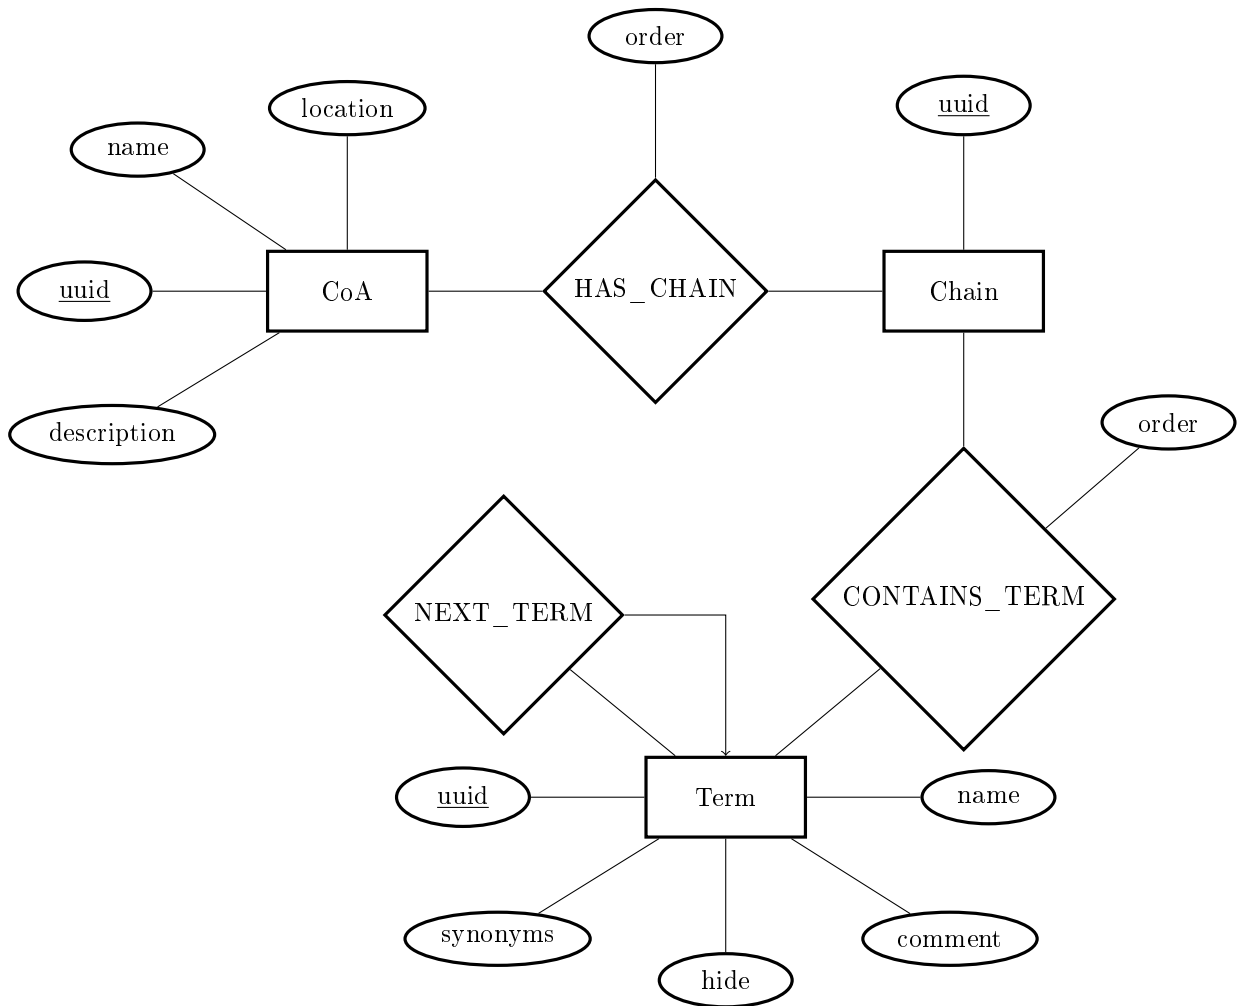 order
location
uuid
name
uuid
CoA
HAS_CHAIN
Chain
description
order
NEXT_TERM
CONTAINS_TERM
uuid
Term
name
synonyms
comment
hide